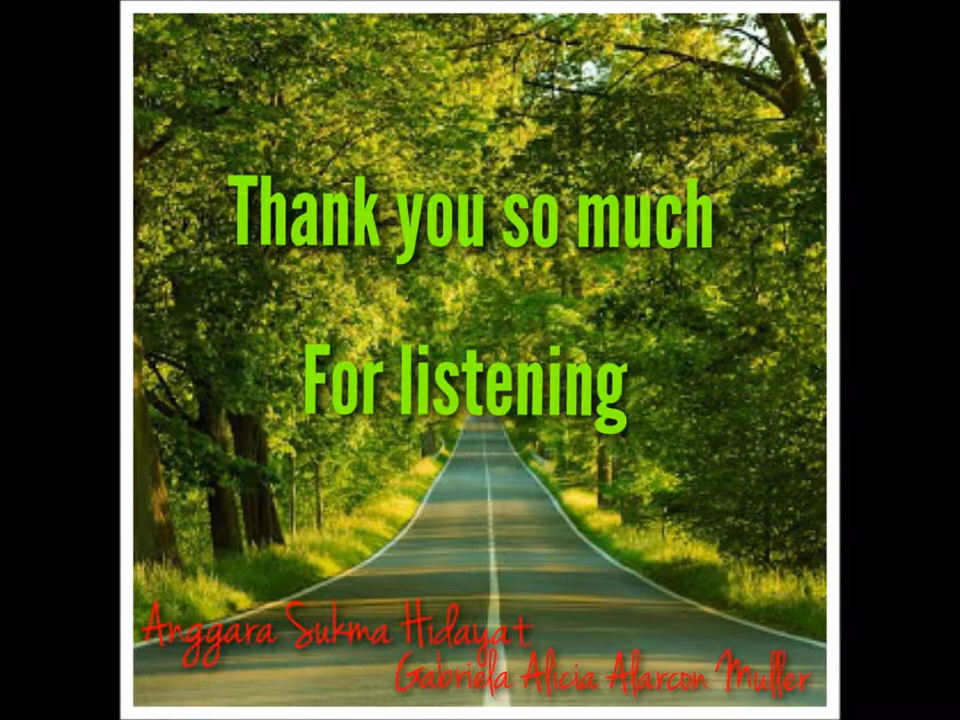 Thank you so much
For listening
Anggara Sukma Hidayat
Gabriela Alicia Alarcon Muller